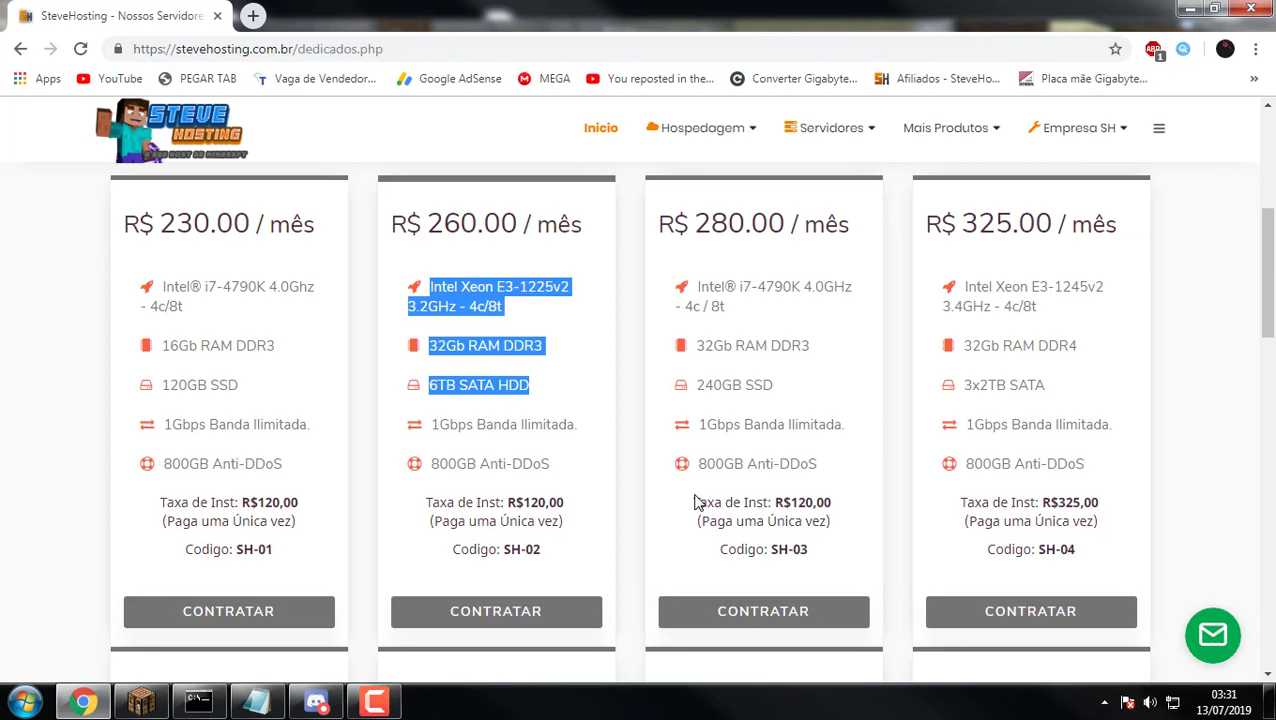 SteveHosting - Nossos Servidore
https://stevehosting.com.br/dedicados.php
ABP
1
Apps
YouTube
PEGAR TAB
Vaga de Vendedor...
Google AdSense
MEGA
You reposted in the...
Converter Gigabyte...
Afiliados - SteveHo...
Placa mãe Gigabyte...
»
STEVE
HOSTING
Inicio
Hospedagem
Servidores
Mais Produtos
Empresa SH
R$ 230.00 / mês
Intel® i7-4790K 4.0Ghz
- 4c/8t
16Gb RAM DDR3
120GB SSD
1Gbps Banda Ilimitada.
800GB Anti-DDoS
Taxa de Inst: R$120,00
(Paga uma Única vez)
Codigo: SH-01
CONTRATAR
R$ 260.00 / mês
Intel Xeon E3-1225v2
3.2GHz - 4c/8t
32Gb RAM DDR3
6TB SATA HDD
1Gbps Banda Ilimitada.
800GB Anti-DDoS
Taxa de Inst: R$120,00
(Paga uma Única vez)
Codigo: SH-02
CONTRATAR
R$ 280.00 / mês
Intel® i7-4790K 4.0GHz
- 4c / 8t
32Gb RAM DDR3
240GB SSD
1Gbps Banda Ilimitada.
800GB Anti-DDoS
Taxa de Inst: R$120,00
(Paga uma Única vez)
Codigo: SH-03
CONTRATAR
R$ 325.00 / mês
Intel Xeon E3-1245v2
3.4GHz - 4c/8t
32Gb RAM DDR4
3x2TB SATA
1Gbps Banda Ilimitada.
800GB Anti-DDoS
Taxa de Inst: R$325,00
(Paga uma Única vez)
Codigo: SH-04
CONTRATAR
03:31
13/07/2019